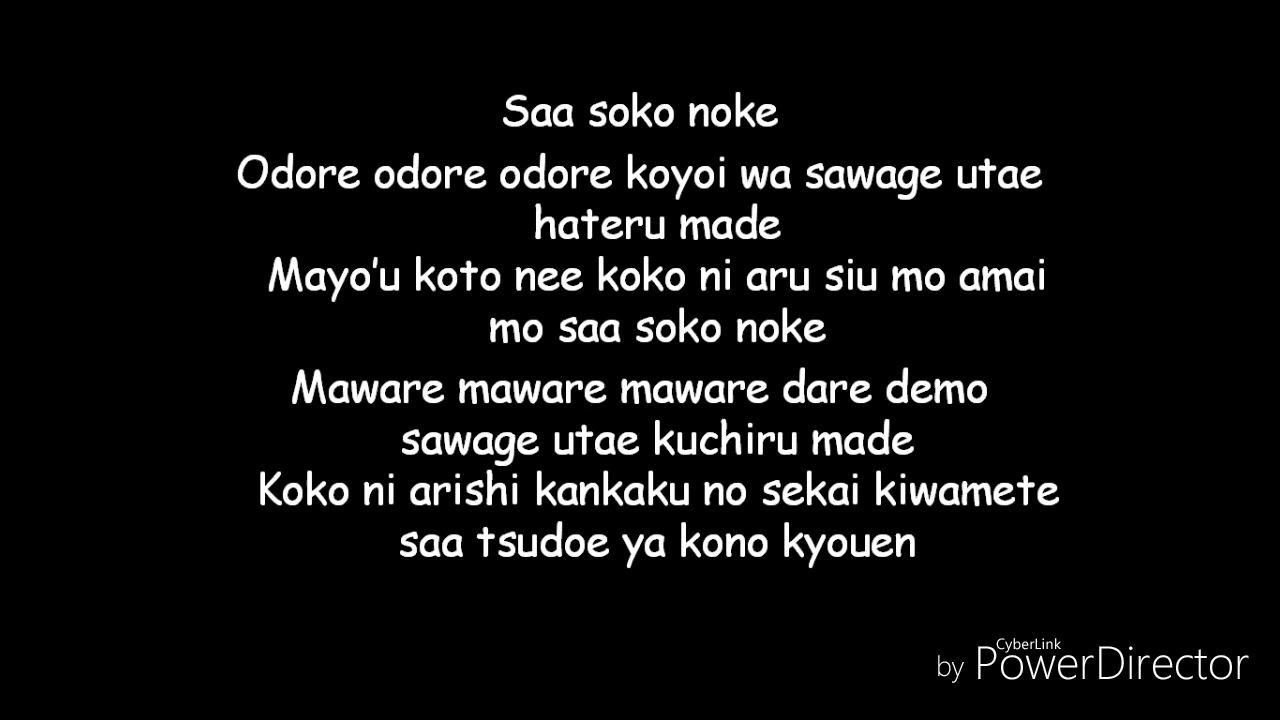 Saa soko noke
Odore odore odore koyoi wa sawage utae
hateru made
Mayo'u koto nee koko ni aru siu mo amai
mo saa soko noke
Maware maware maware dare demo
sawage utae kuchiru made
Koko ni arishi kankaku no sekai kiwamete
saa tsudoe ya kono kyouen
CyberLink
by PowerDirector